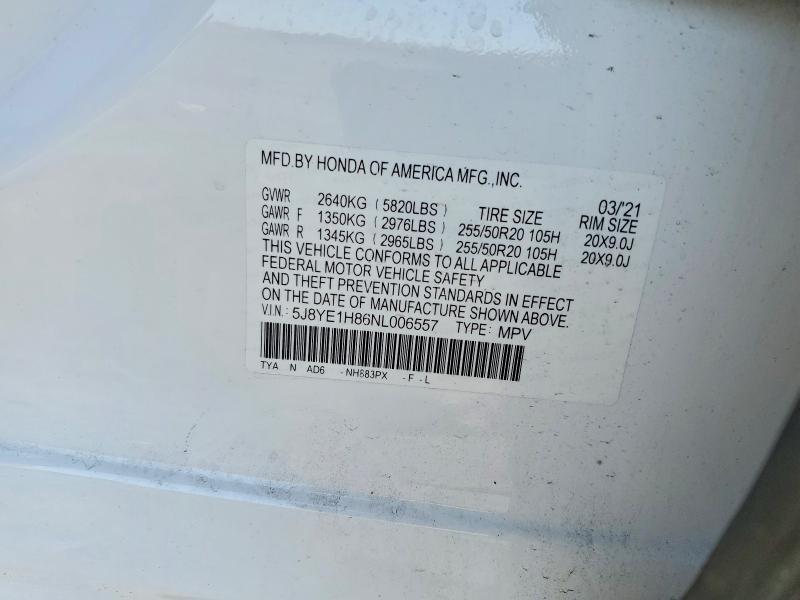 MFD.BY HONDA OF AMERICA MFG.,INC.
03/'21
GVWR 2640KG (5820LBS) TIRE SIZE RIM SIZE
GAWR F 1350KG (2976LBS) 255/50R20 105H 20X9.0J
GAWR R 1345KG (2965LBS) 255/50R20 105H 20X9.0J
THIS VEHICLE CONFORMS TO ALL APPLICABLE
FEDERAL MOTOR VEHICLE SAFETY
AND THEFT PREVENTION STANDARDS IN EFFECT
ON THE DATE OF MANUFACTURE SHOWN ABOVE.
V.I.N.: 5J8YE1H86NL006557 TYPE: MPV
TYA N AD6 -NH683PX -F -L